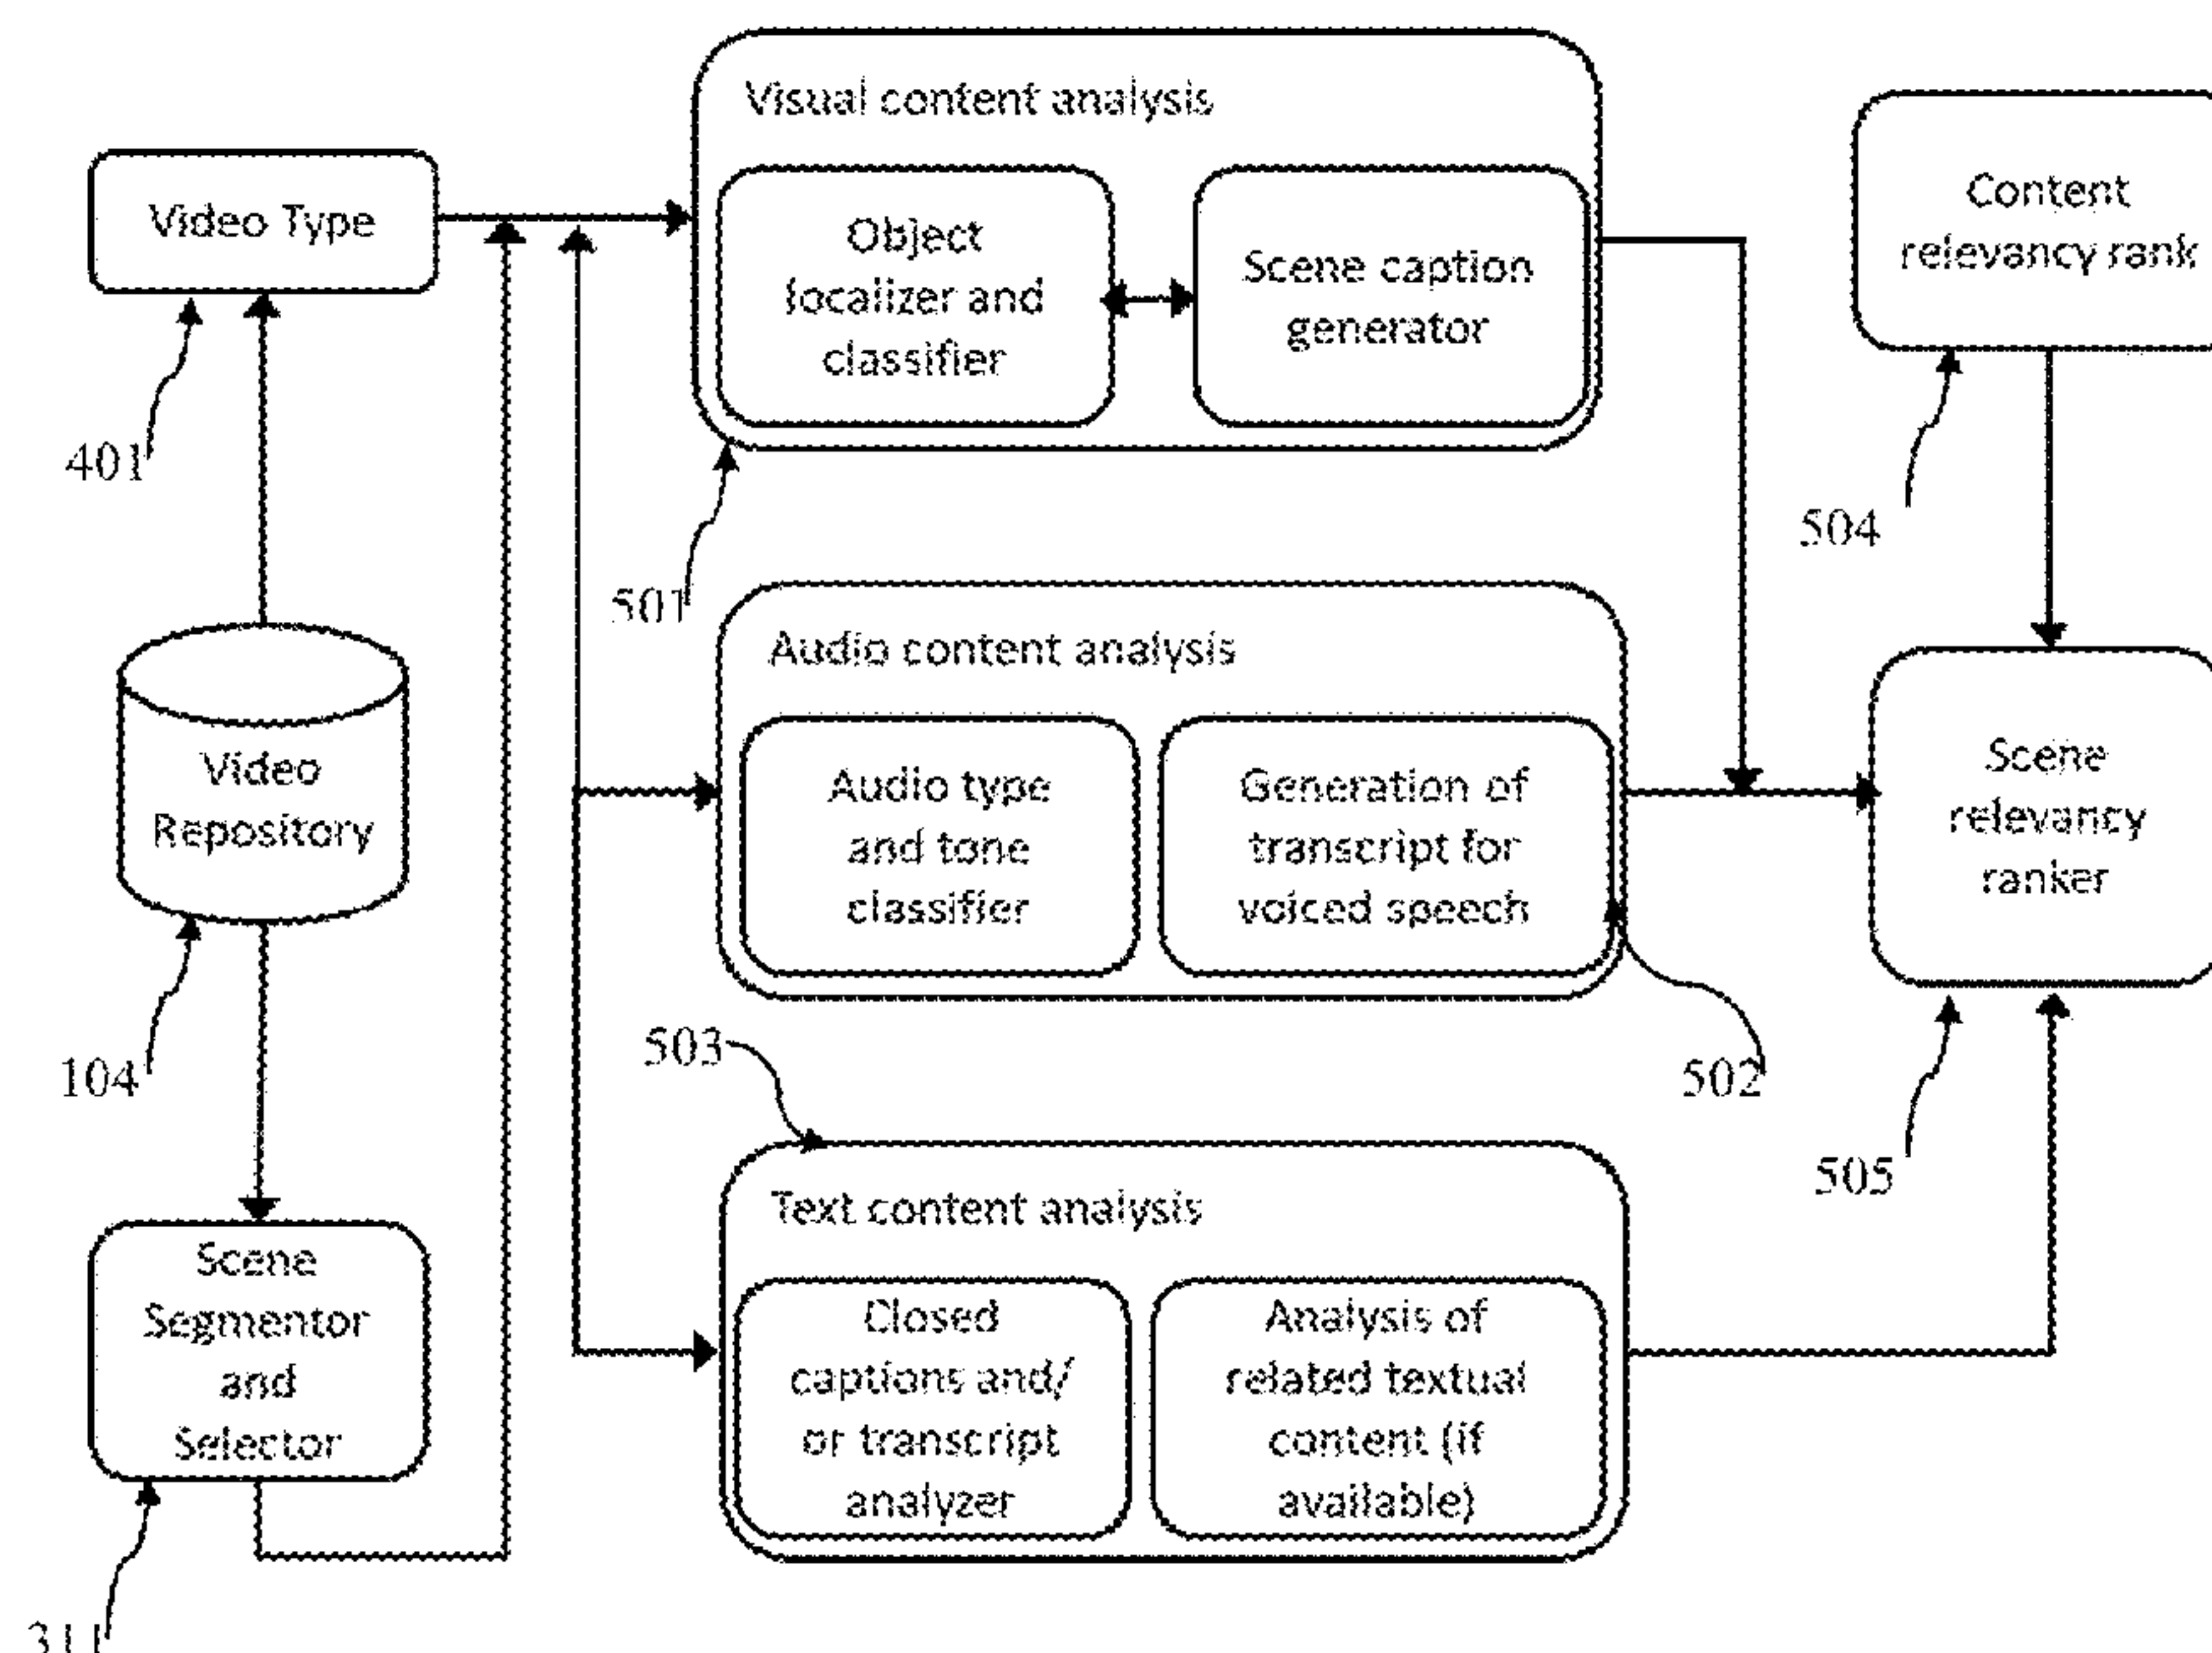 Visual content analysis
Video Type
Object
localizer and
classifier
Scene caption
generator
Content
relevancy rank
401
501
504
Audio content analysis
Video
Repository
Audio type
and tone
classifier
Generation of
transcript for
voiced speech
Scene
relevancy
ranker
104
503
502
505
Text content analysis
Scene
Segmentor
and
Selector
Closed
captions and/
or transcript
analyzer
Analysis of
related textual
content (if
available)
311